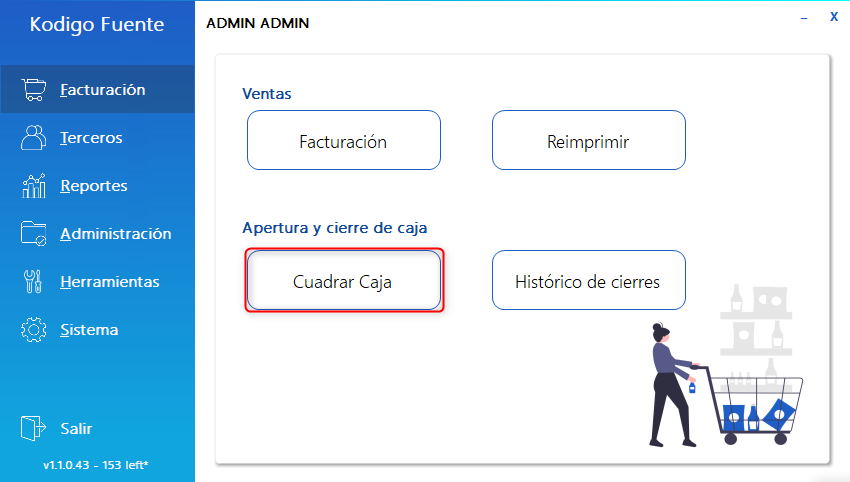 Kodigo Fuente
ADMIN ADMIN
– X
Facturación
Terceros
Reportes
Administración
Herramientas
Sistema
Salir
v1.1.0.43 - 153 left*
Ventas
Facturación
Reimprimir
Apertura y cierre de caja
Cuadrar Caja
Histórico de cierres